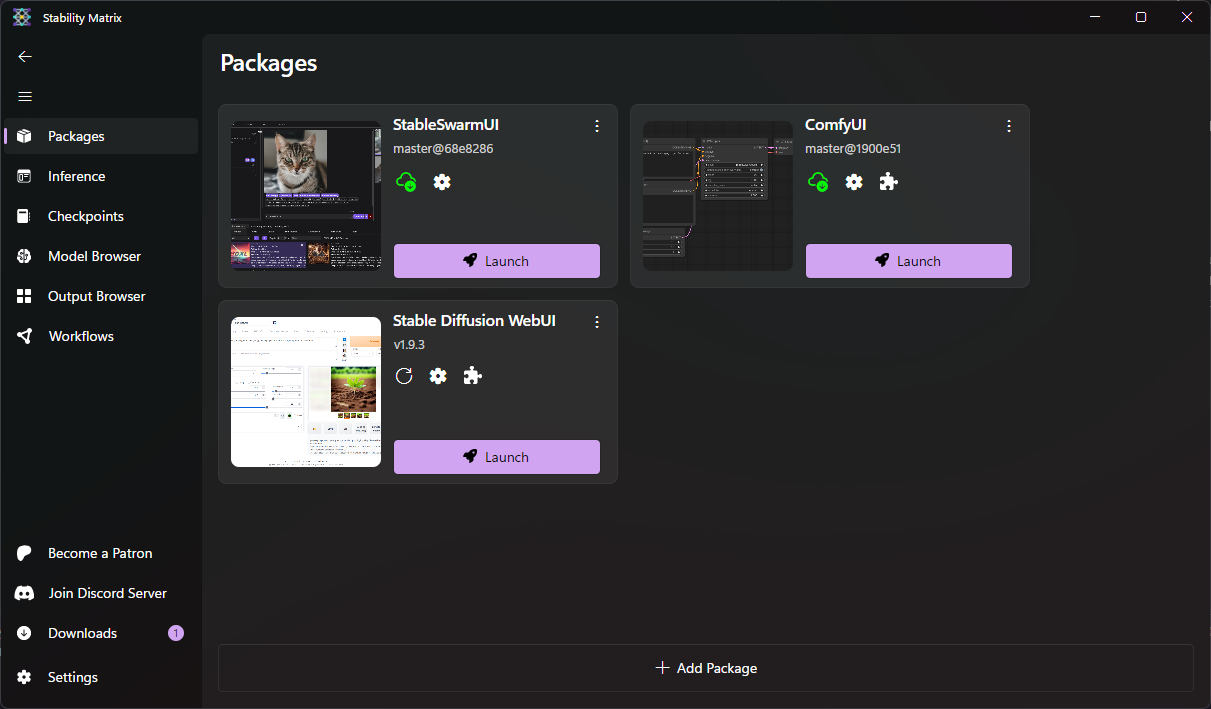 Stability Matrix
Packages
Inference
Checkpoints
Model Browser
Output Browser
Workflows
Become a Patron
Join Discord Server
Downloads 1
Settings
Packages
StableSwarmUI
master@68e8286
Launch
ComfyUI
master@1900e51
Launch
Stable Diffusion WebUI
v1.9.3
Launch
Add Package